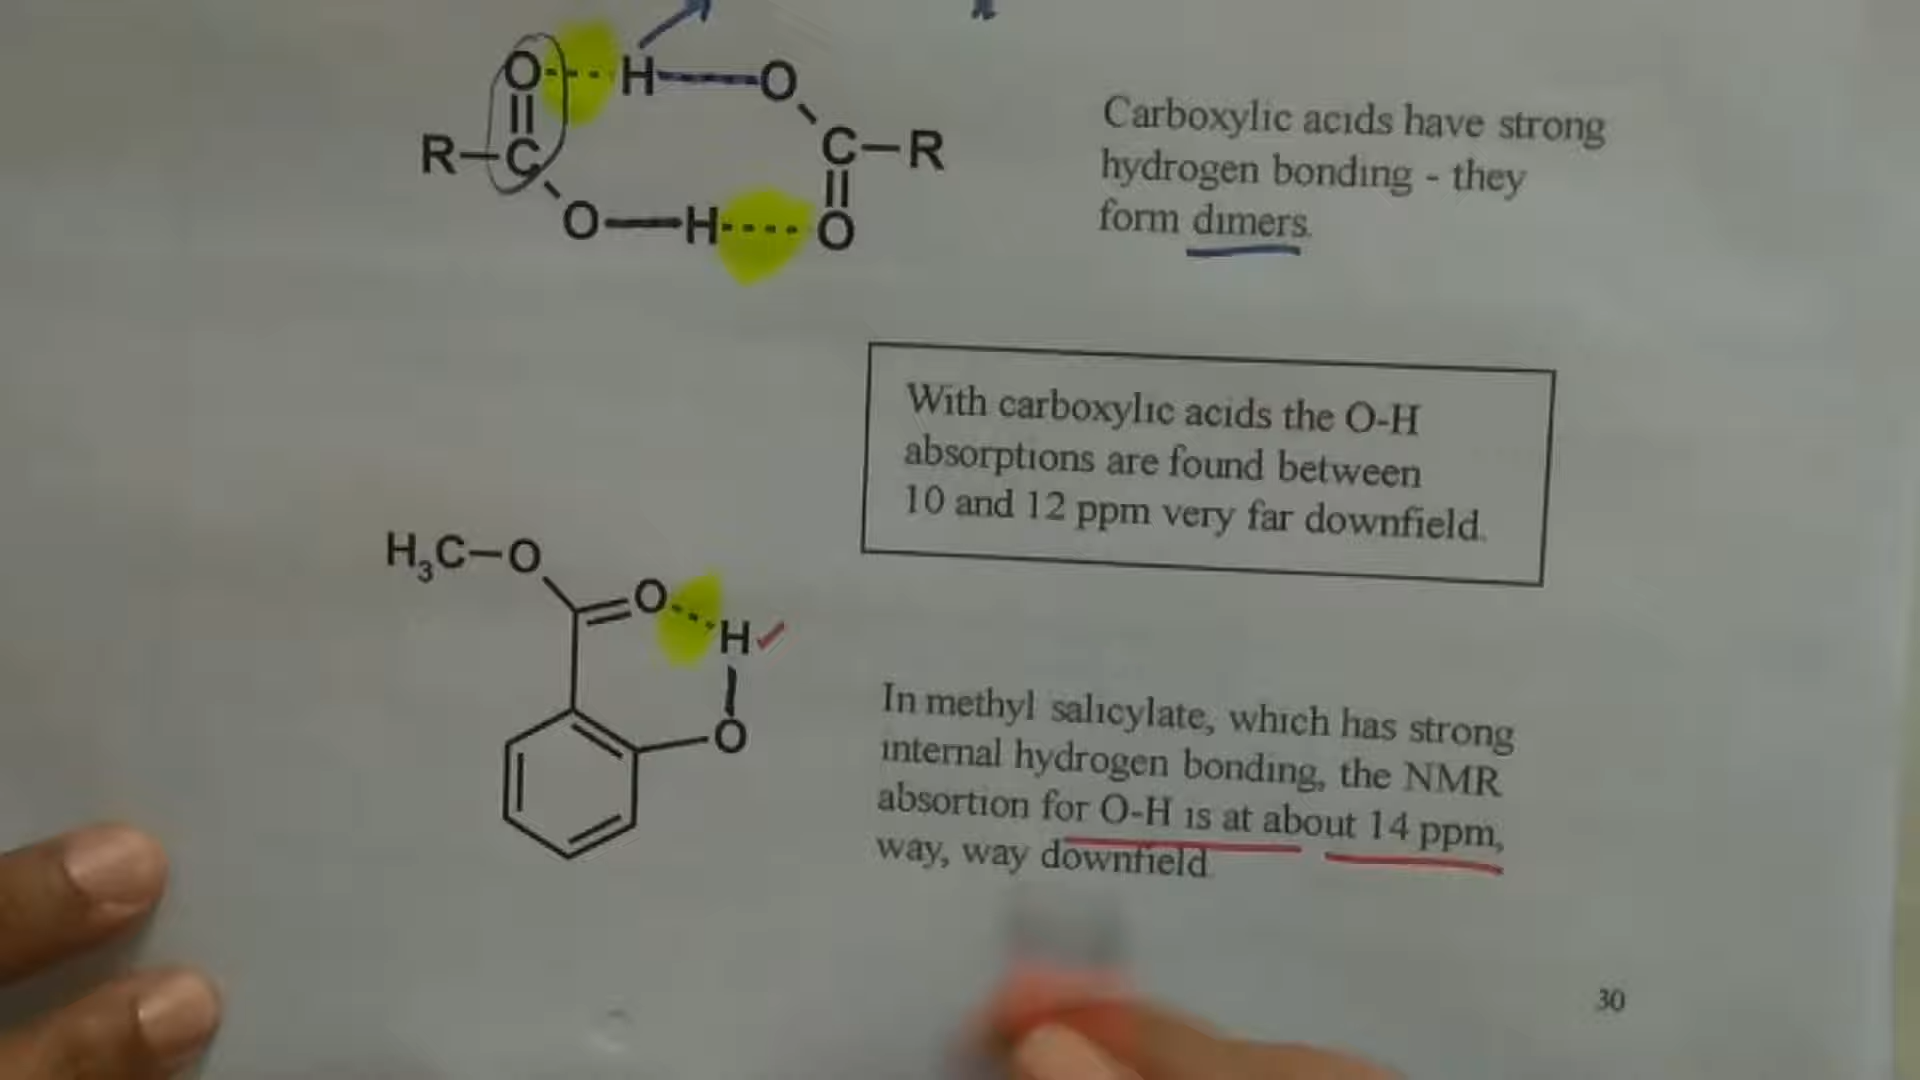 O H O
R C C R
O H O
Carboxylic acids have strong
hydrogen bonding - they
form dimers.
With carboxylic acids the O-H
absorptions are found between
10 and 12 ppm very far downfield.
H3C O O
H
O
In methyl salicylate, which has strong
internal hydrogen bonding, the NMR
absortion for O-H is at about 14 ppm,
way, way downfield.
30